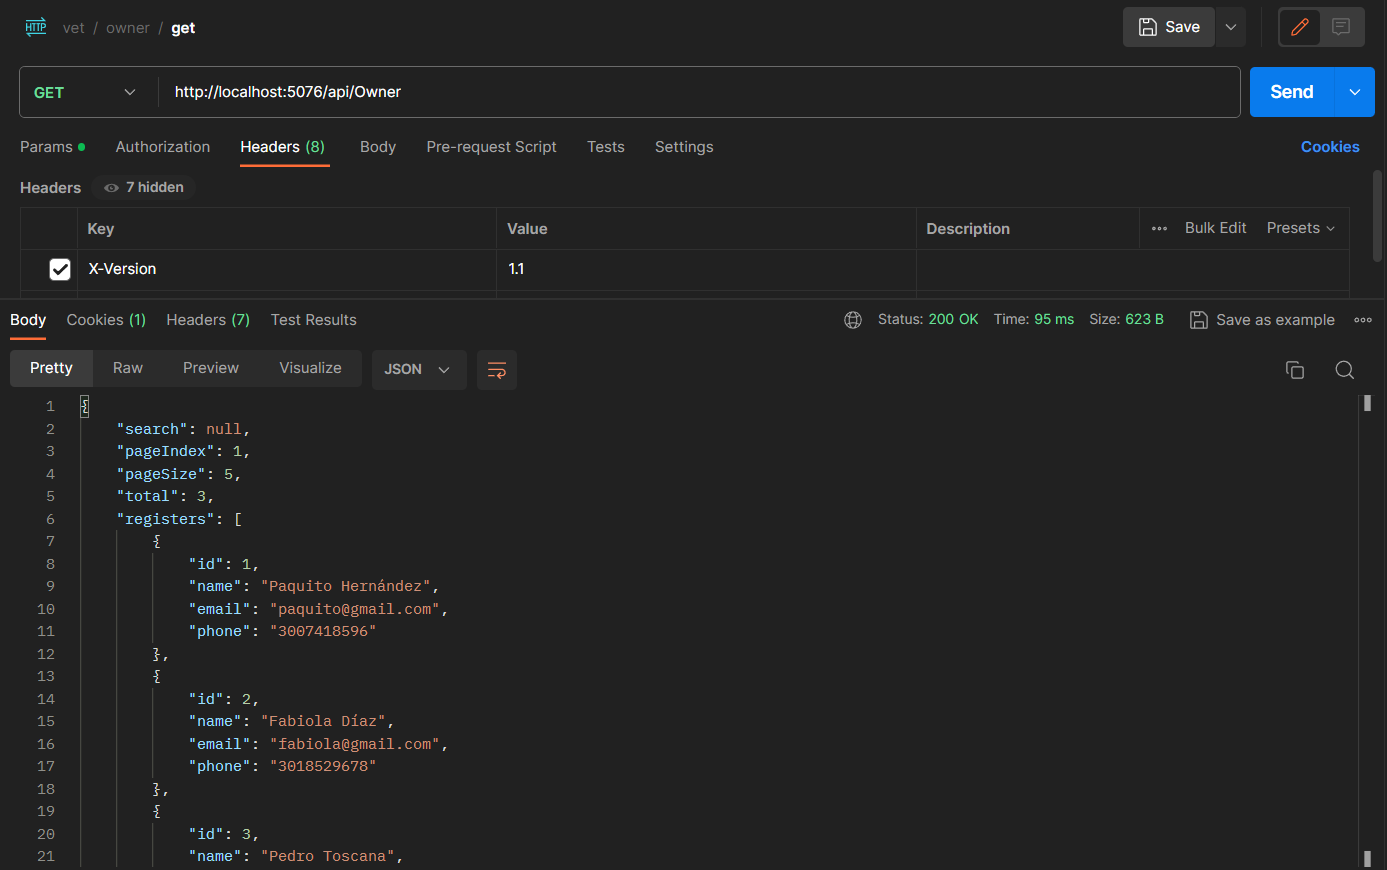 HTTP vet / owner / get Save
GET http://localhost:5076/api/Owner Send
Params Authorization Headers (8) Body Pre-request Script Tests Settings Cookies
Headers 7 hidden
Key Value Description Bulk Edit Presets
X-Version 1.1
Body Cookies (1) Headers (7) Test Results Status: 200 OK Time: 95 ms Size: 623 B Save as example
Pretty Raw Preview Visualize JSON
1 {
2 "search": null,
3 "pageIndex": 1,
4 "pageSize": 5,
5 "total": 3,
6 "registers": [
7 {
8 "id": 1,
9 "name": "Paquito Hernández",
10 "email": "paquito@gmail.com",
11 "phone": "3007418596"
12 },
13 {
14 "id": 2,
15 "name": "Fabiola Díaz",
16 "email": "fabiola@gmail.com",
17 "phone": "3018529678"
18 },
19 {
20 "id": 3,
21 "name": "Pedro Toscana",